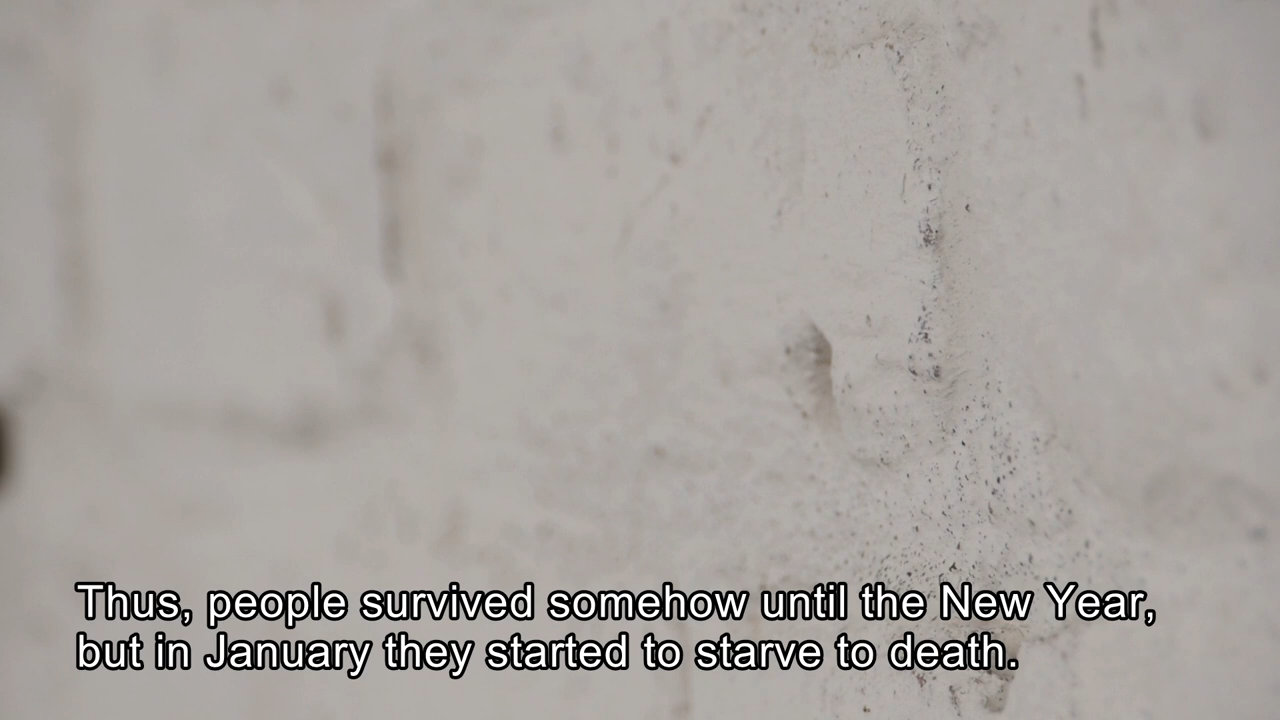 Thus, people survived somehow until the New Year,
but in January they started to starve to death.